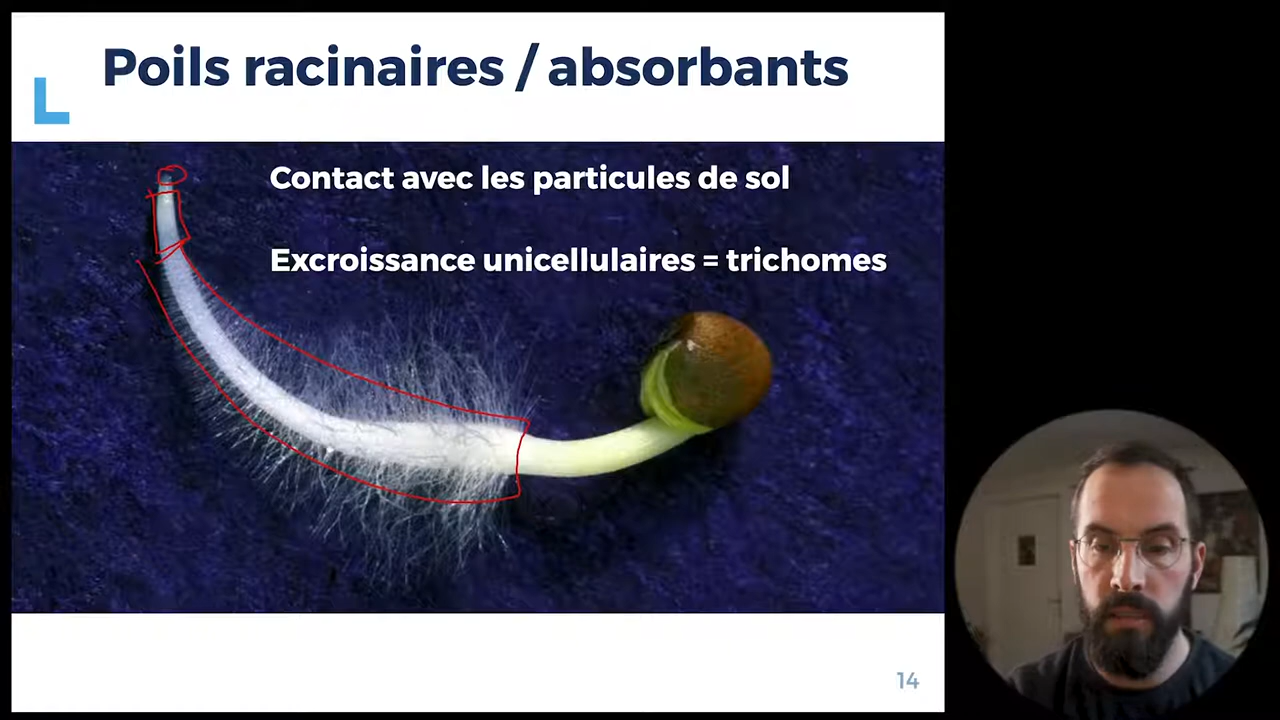 Poils racinaires / absorbants
Contact avec les particules de sol
Excroissance unicellulaires = trichomes
14